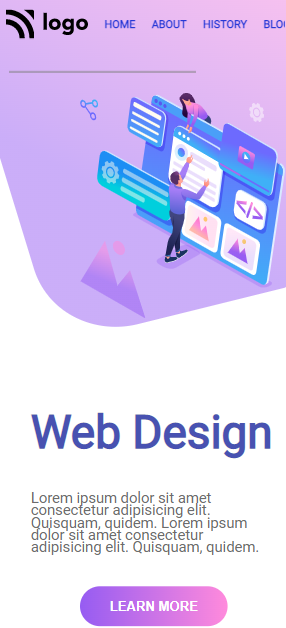 logo HOME ABOUT HISTORY BLO
Web Design
Lorem ipsum dolor sit amet
consectetur adipisicing elit.
Quisquam, quidem. Lorem ipsum
dolor sit amet consectetur
adipisicing elit. Quisquam, quidem.
LEARN MORE